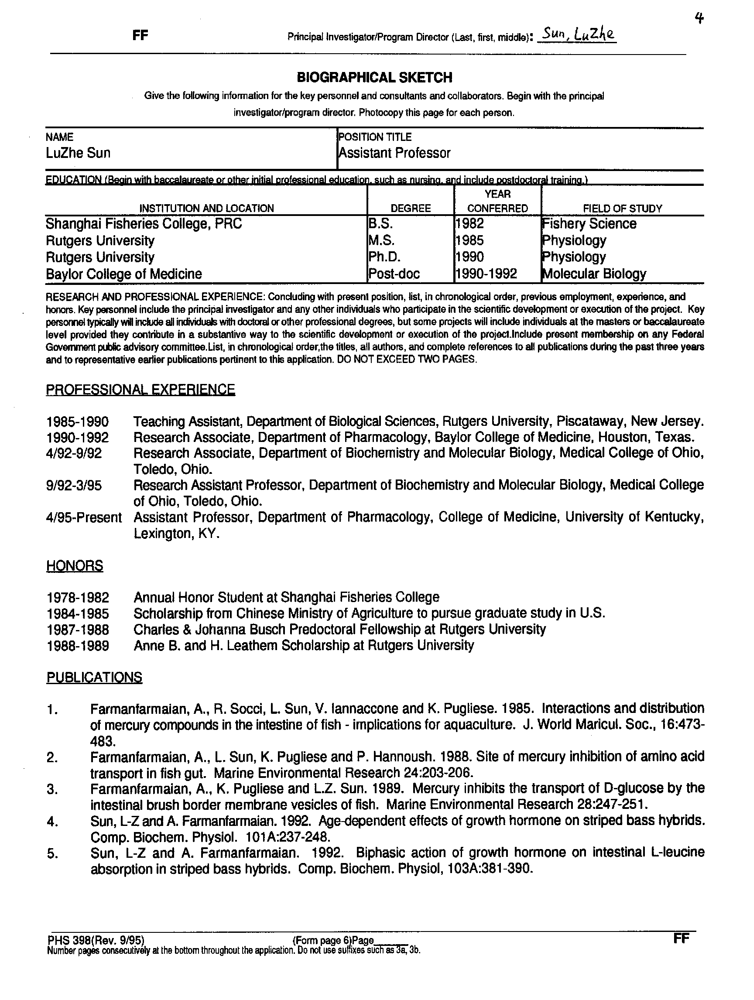 4
FF
Principal Investigator/Program Director (Last, first, middle): Sun, LuZhe
BIOGRAPHICAL SKETCH
Give the following information for the key personnel and consultants and collaborators. Begin with the principal
investigator/program director. Photocopy this page for each person.
NAME POSITION TITLE
LuZhe Sun Assistant Professor
EDUCATION (Begin with baccalaureate or other initial professional education, such as nursing, and include postdoctoral training.)
INSTITUTION AND LOCATION DEGREE YEAR CONFERRED FIELD OF STUDY
Shanghai Fisheries College, PRC B.S. 1982 Fishery Science
Rutgers University M.S. 1985 Physiology
Rutgers University Ph.D. 1990 Physiology
Baylor College of Medicine Post-doc 1990-1992 Molecular Biology
RESEARCH AND PROFESSIONAL EXPERIENCE: Concluding with present position, list, in chronological order, previous employment, experience, and
honors. Key personnel include the principal investigator and any other individuals who participate in the scientific development or execution of the project. Key
personnel typically will include all individuals with doctoral or other professional degrees, but some projects will include individuals at the masters or baccalaureate
level provided they contribute in a substantive way to the scientific development or execution of the project.Include present membership on any Federal
Government public advisory committee.List, in chronological order,the titles, all authors, and complete references to all publications during the past three years
and to representative earlier publications pertinent to this application. DO NOT EXCEED TWO PAGES.
PROFESSIONAL EXPERIENCE
1985-1990 Teaching Assistant, Department of Biological Sciences, Rutgers University, Piscataway, New Jersey.
1990-1992 Research Associate, Department of Pharmacology, Baylor College of Medicine, Houston, Texas.
4/92-9/92 Research Associate, Department of Biochemistry and Molecular Biology, Medical College of Ohio,
Toledo, Ohio.
9/92-3/95 Research Assistant Professor, Department of Biochemistry and Molecular Biology, Medical College
of Ohio, Toledo, Ohio.
4/95-Present Assistant Professor, Department of Pharmacology, College of Medicine, University of Kentucky,
Lexington, KY.
HONORS
1978-1982 Annual Honor Student at Shanghai Fisheries College
1984-1985 Scholarship from Chinese Ministry of Agriculture to pursue graduate study in U.S.
1987-1988 Charles & Johanna Busch Predoctoral Fellowship at Rutgers University
1988-1989 Anne B. and H. Leathem Scholarship at Rutgers University
PUBLICATIONS
1. Farmanfarmaian, A., R. Socci, L. Sun, V. Iannaccone and K. Pugliese. 1985. Interactions and distribution
of mercury compounds in the intestine of fish - implications for aquaculture. J. World Maricul. Soc., 16:473-
483.
2. Farmanfarmaian, A., L. Sun, K. Pugliese and P. Hannoush. 1988. Site of mercury inhibition of amino acid
transport in fish gut. Marine Environmental Research 24:203-206.
3. Farmanfarmaian, A., K. Pugliese and L.Z. Sun. 1989. Mercury inhibits the transport of D-glucose by the
intestinal brush border membrane vesicles of fish. Marine Environmental Research 28:247-251.
4. Sun, L-Z and A. Farmanfarmaian. 1992. Age-dependent effects of growth hormone on striped bass hybrids.
Comp. Biochem. Physiol. 101A:237-248.
5. Sun, L-Z and A. Farmanfarmaian. 1992. Biphasic action of growth hormone on intestinal L-leucine
absorption in striped bass hybrids. Comp. Biochem. Physiol, 103A:381-390.
PHS 398(Rev. 9/95) (Form page 6)Page______ FF
Number pages consecutively at the bottom throughout the application. Do not use suffixes such as 3a, 3b.